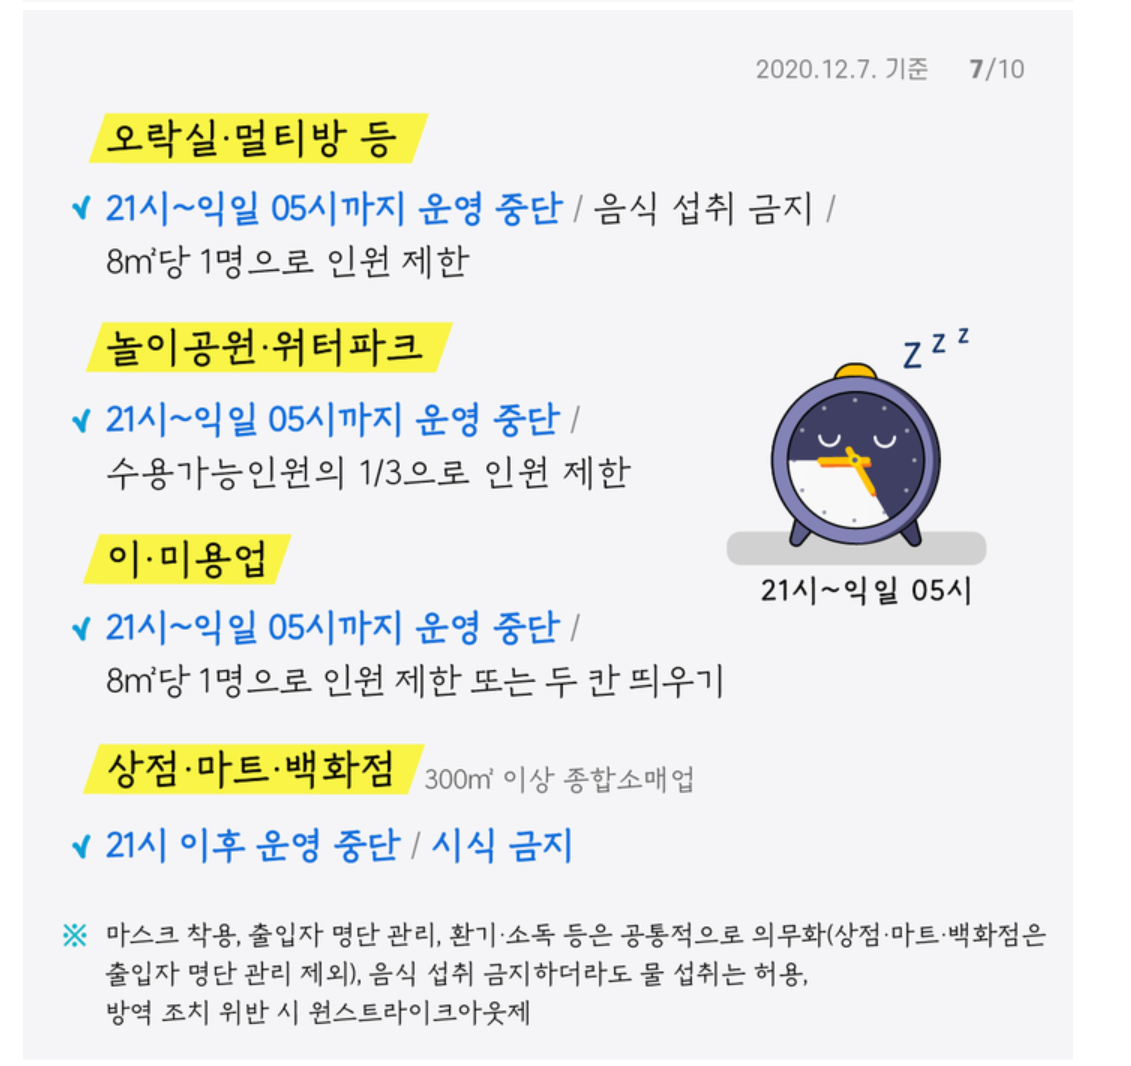 2020.12.7. 기준 7/10
오락실·멀티방 등
21시~익일 05시까지 운영 중단 / 음식 섭취 금지 /
8㎡당 1명으로 인원 제한
놀이공원·워터파크
21시~익일 05시까지 운영 중단 /
수용가능인원의 1/3으로 인원 제한
z z z
21시~익일 05시
이·미용업
21시~익일 05시까지 운영 중단 /
8㎡당 1명으로 인원 제한 또는 두 칸 띄우기
상점·마트·백화점 300㎡ 이상 종합소매업
21시 이후 운영 중단 / 시식 금지
※ 마스크 착용, 출입자 명단 관리, 환기·소독 등은 공통적으로 의무화(상점·마트·백화점은
출입자 명단 관리 제외), 음식 섭취 금지하더라도 물 섭취는 허용,
방역 조치 위반 시 원스트라이크아웃제